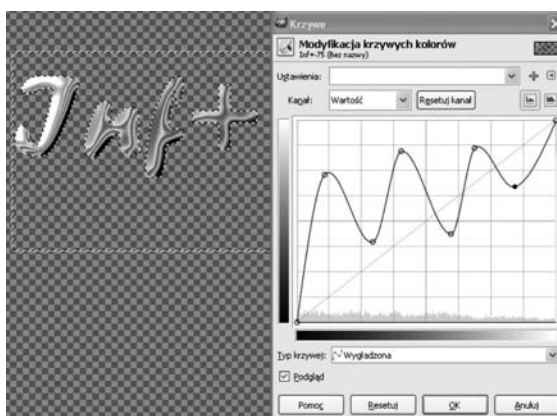 Inf+
Krzywe
Modyfikacja krzywych kolorów
Inf+-75 (bez nazwy)
Ustawienia:
Kanał: Wartość Resetuj kanał
Typ krzywej: Wygładzona
Podgląd
Pomoc Resetuj OK Anuluj